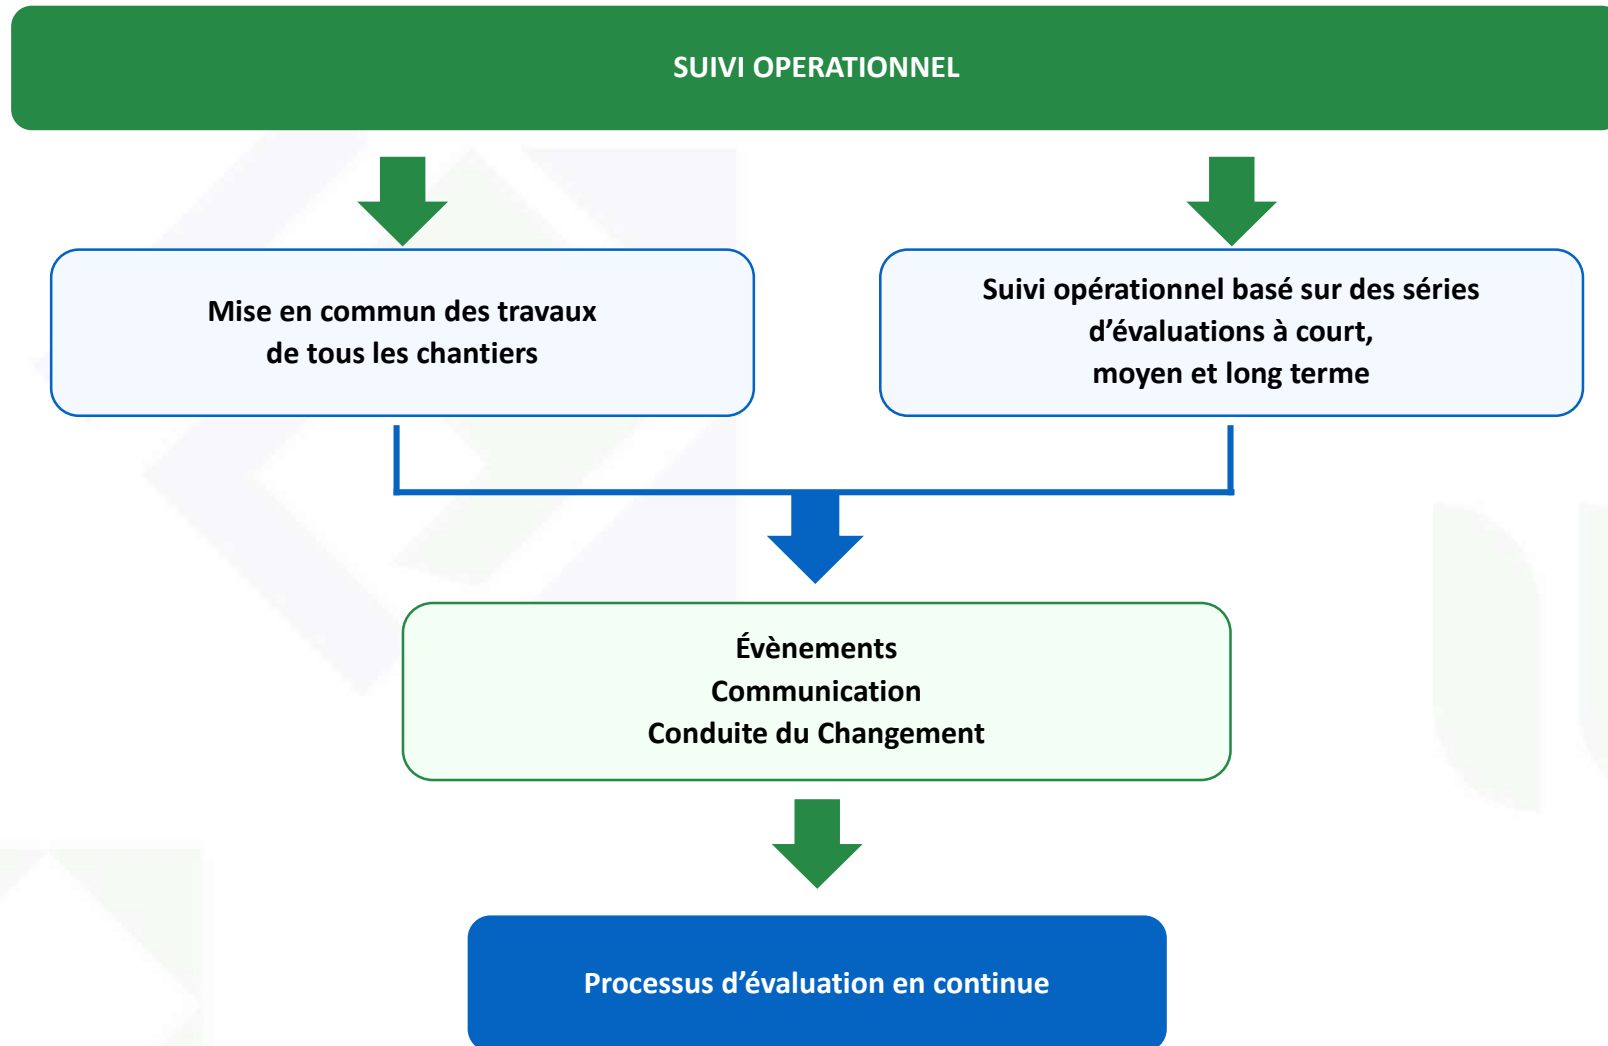 SUIVI OPERATIONNEL
Mise en commun des travaux
de tous les chantiers
Suivi opérationnel basé sur des séries
d’évaluations à court,
moyen et long terme
Évènements
Communication
Conduite du Changement
Processus d’évaluation en continue